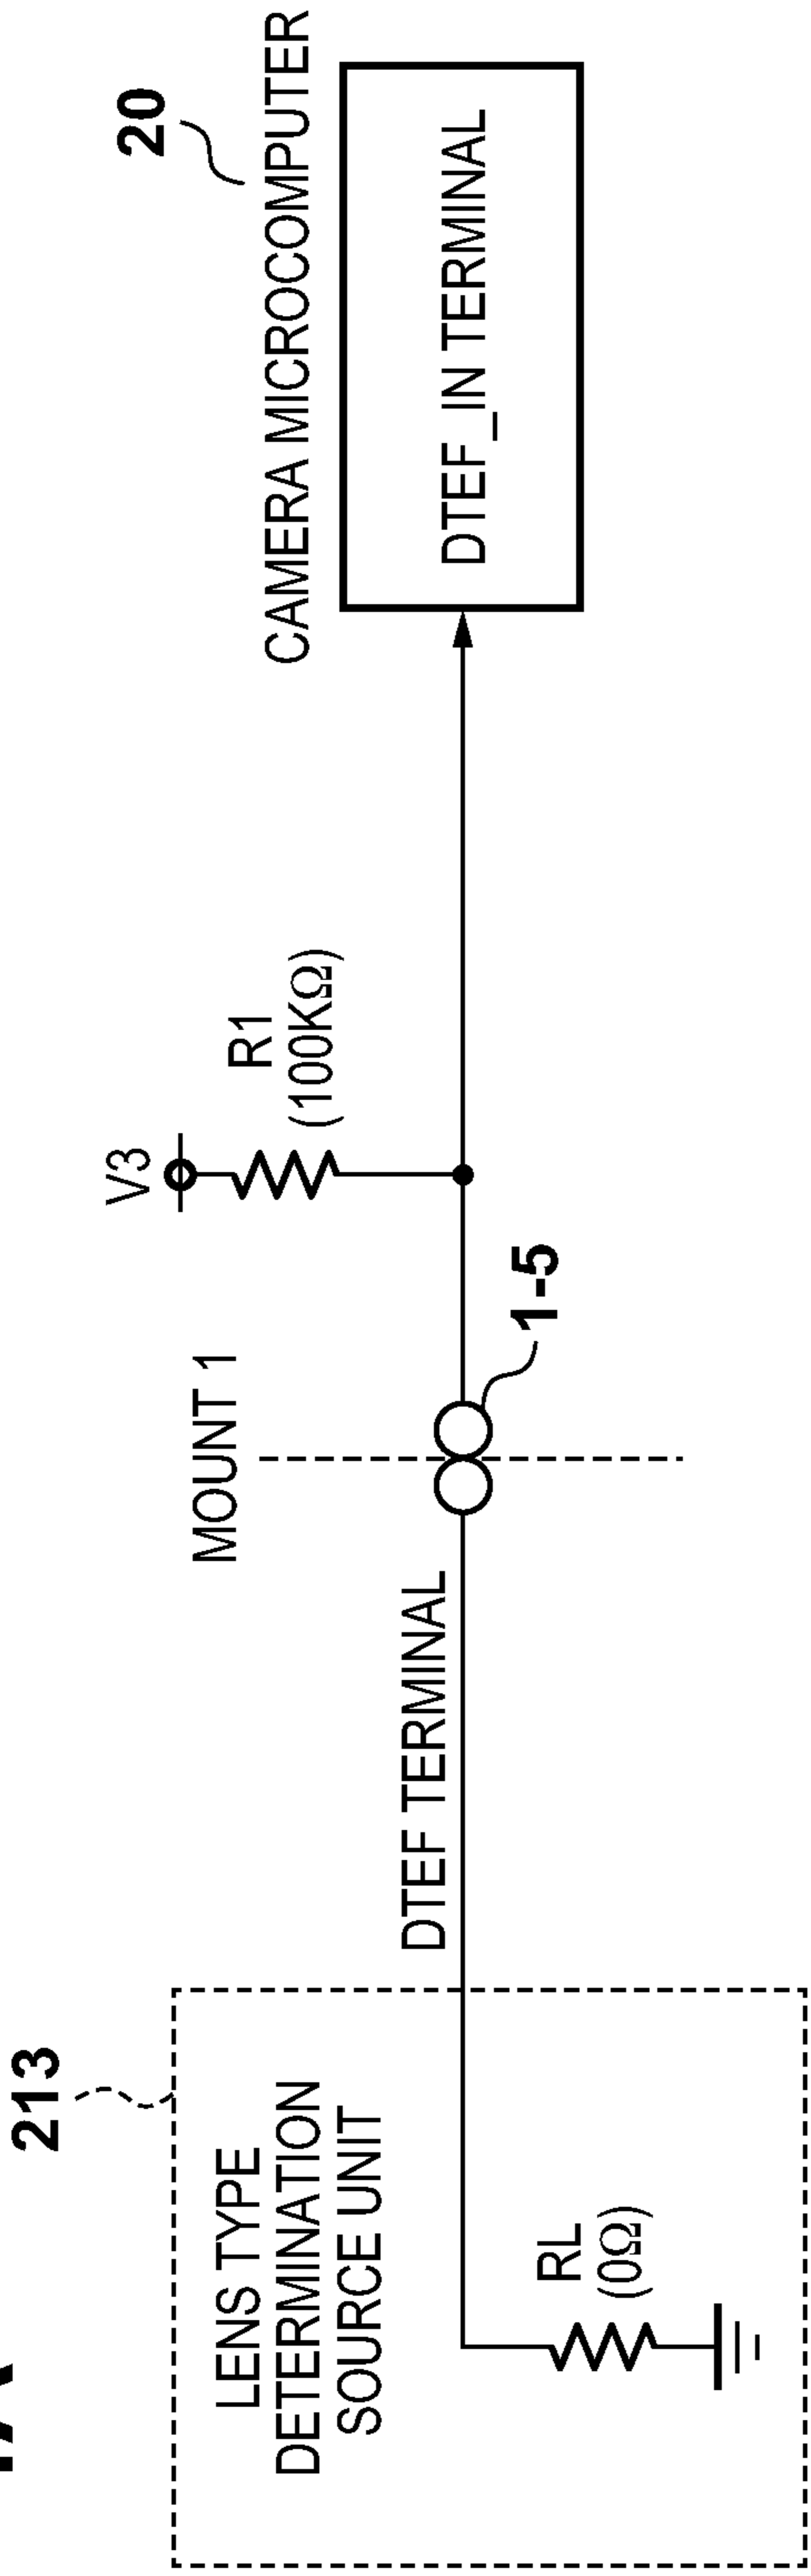 213
LENS TYPE
DETERMINATION
SOURCE UNIT
RL
(0Ω)
DTEF TERMINAL
MOUNT 1
1-5
V3
R1
(100KΩ)
CAMERA MICROCOMPUTER
20
DTEF_IN TERMINAL